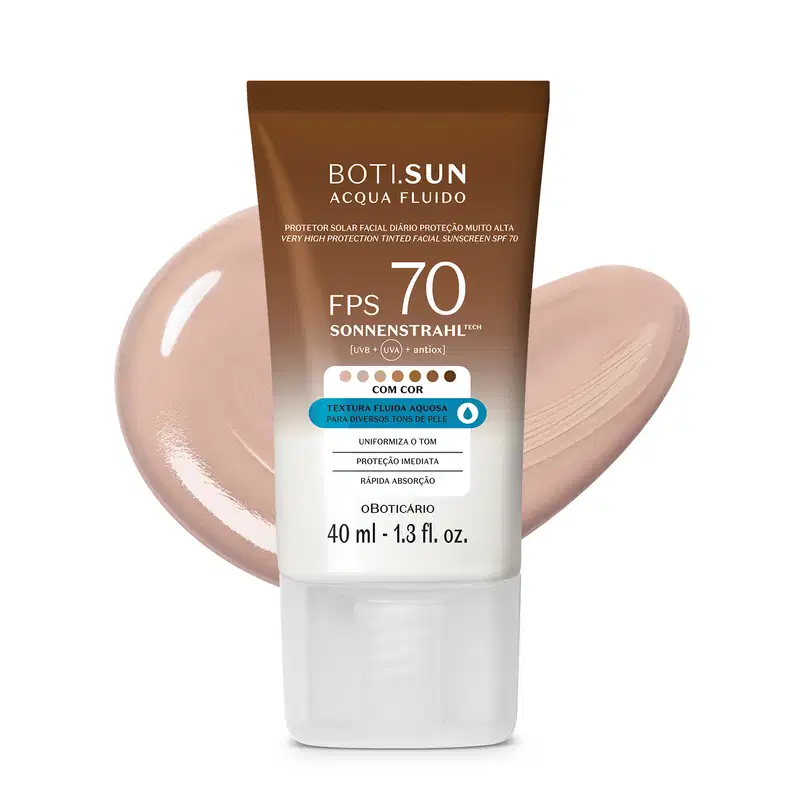 BOTI.SUN
ACQUA FLUIDO
PROTETOR SOLAR FACIAL DIÁRIO PROTEÇÃO MUITO ALTA
VERY HIGH PROTECTION TINTED FACIAL SUNSCREEN SPF 70
FPS 70
SONNENSTRAHL TECH
[UVB + UVA + antiox]
COM COR
TEXTURA FLUIDA AQUOSA
PARA DIVERSOS TONS DE PELE
UNIFORMIZA O TOM
PROTEÇÃO IMEDIATA
RÁPIDA ABSORÇÃO
oBOTICÁRIO
40 ml - 1.3 fl. oz.